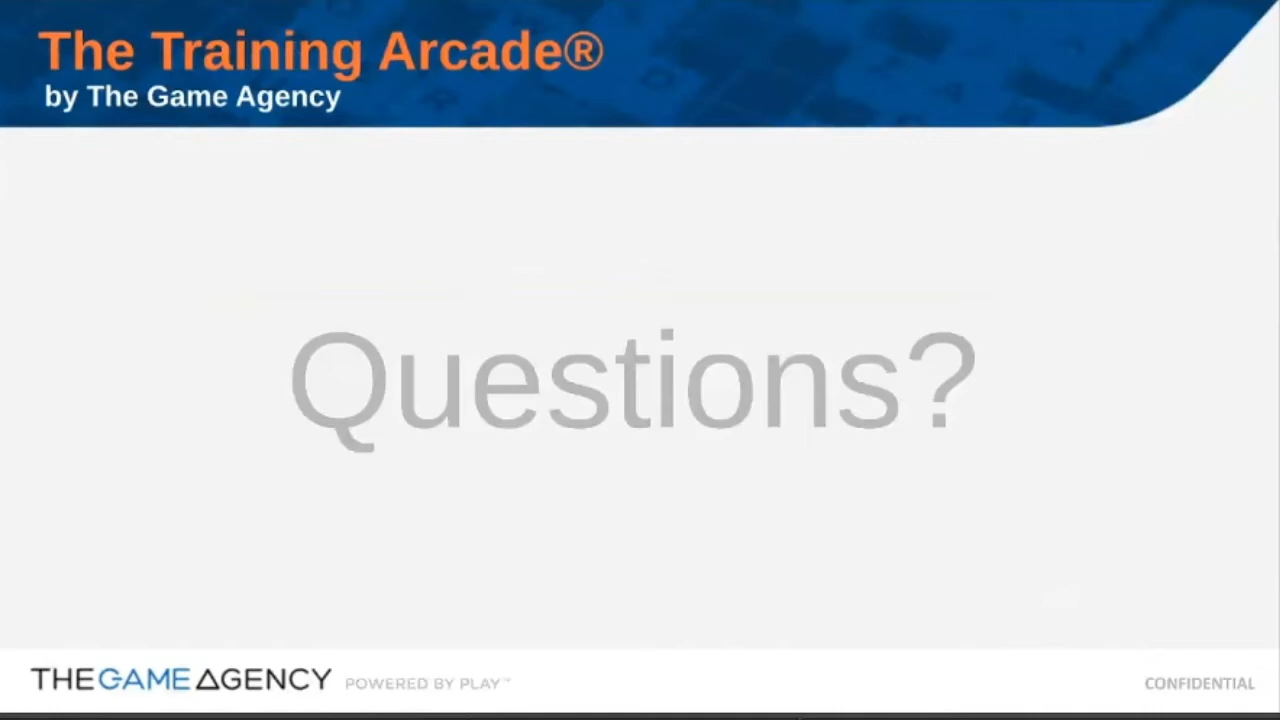 The Training Arcade®
by The Game Agency
Questions?
THEGAMEAGENCY POWERED BY PLAY™
CONFIDENTIAL